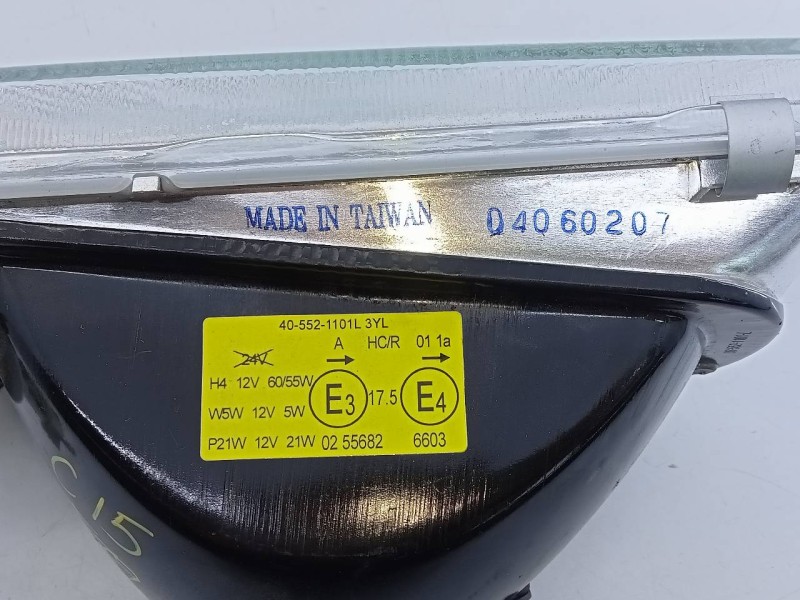 MADE IN TAIWAN 04060207
40-552-1101L 3YL
24V A HC/R 01 1a
H4 12V 60/55W E3 17.5 E4
W5W 12V 5W
P21W 12V 21W 02 55682 6603
C15